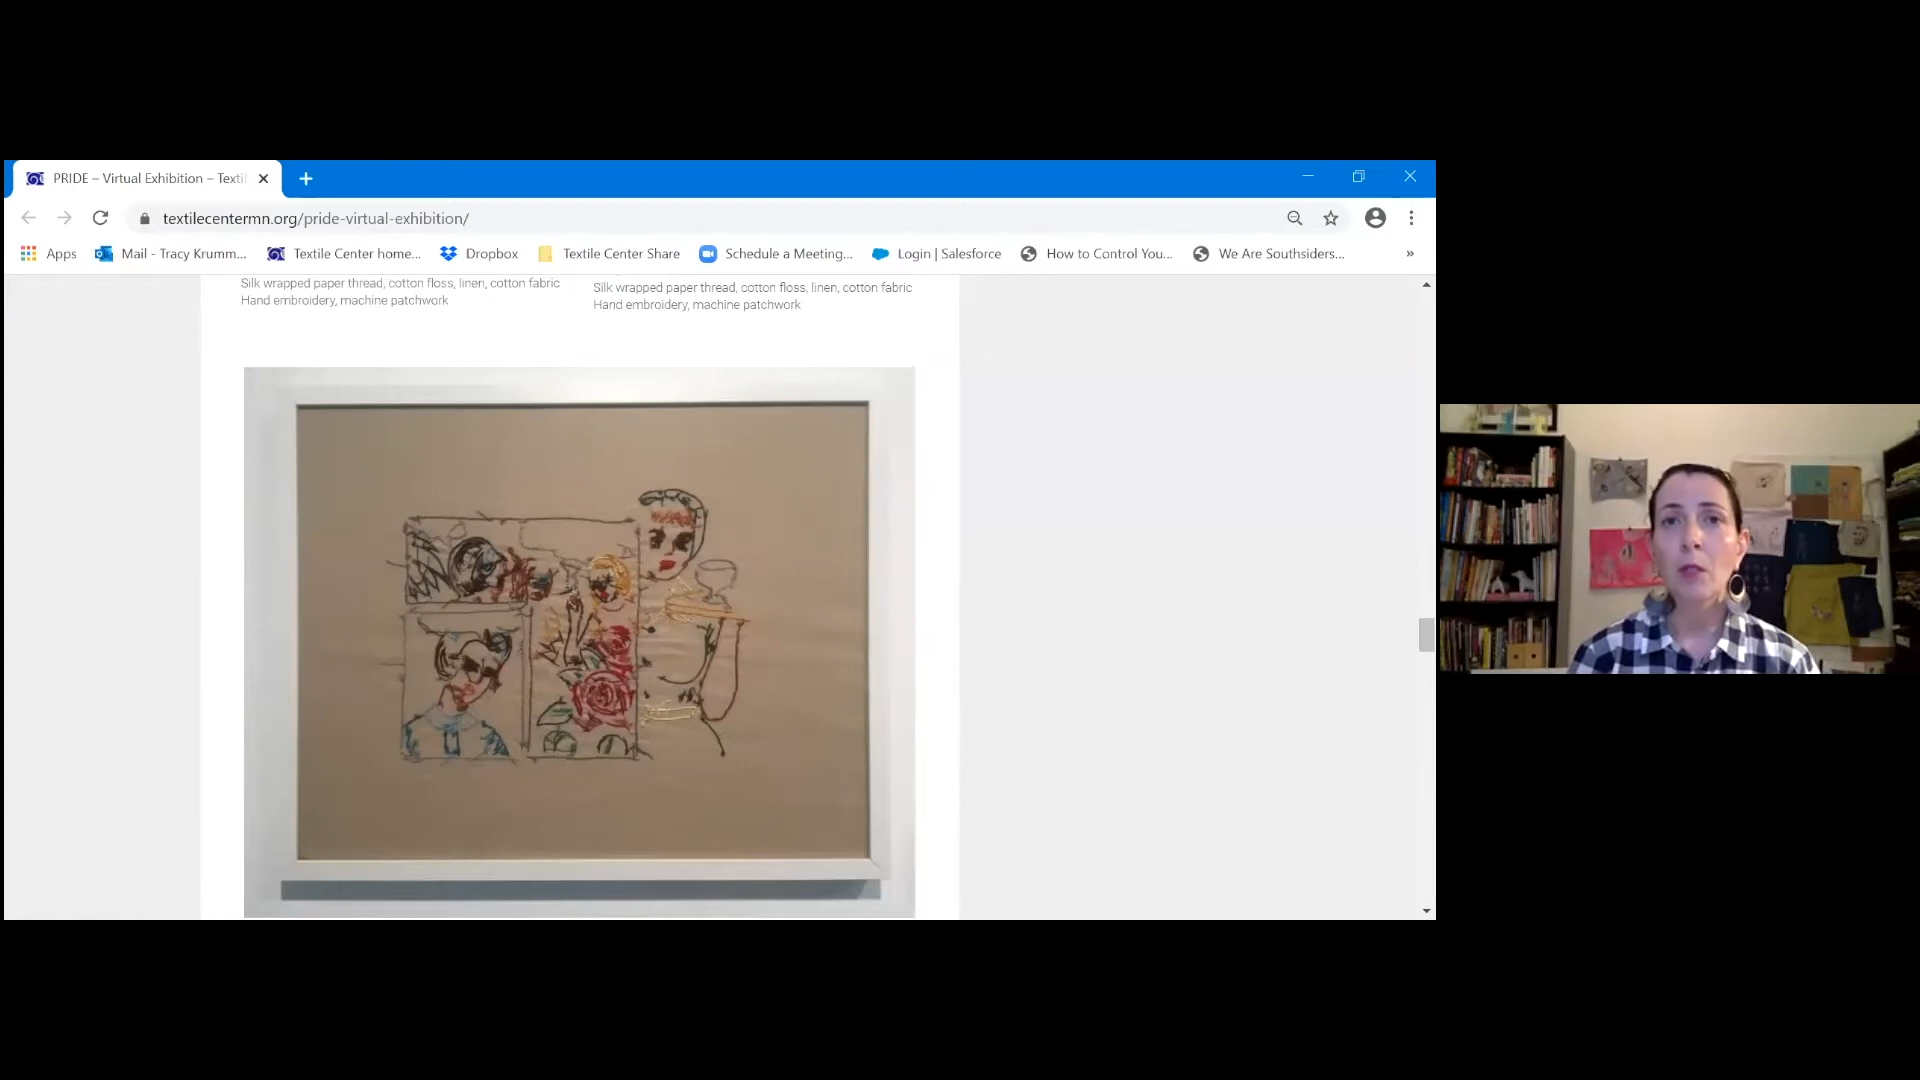 PRIDE – Virtual Exhibition – Texti
textilecentermn.org/pride-virtual-exhibition/
Apps Mail - Tracy Krumm... Textile Center home... Dropbox Textile Center Share Schedule a Meeting... Login | Salesforce How to Control You... We Are Southsiders... »
Silk wrapped paper thread, cotton floss, linen, cotton fabric
Hand embroidery, machine patchwork
Silk wrapped paper thread, cotton floss, linen, cotton fabric
Hand embroidery, machine patchwork